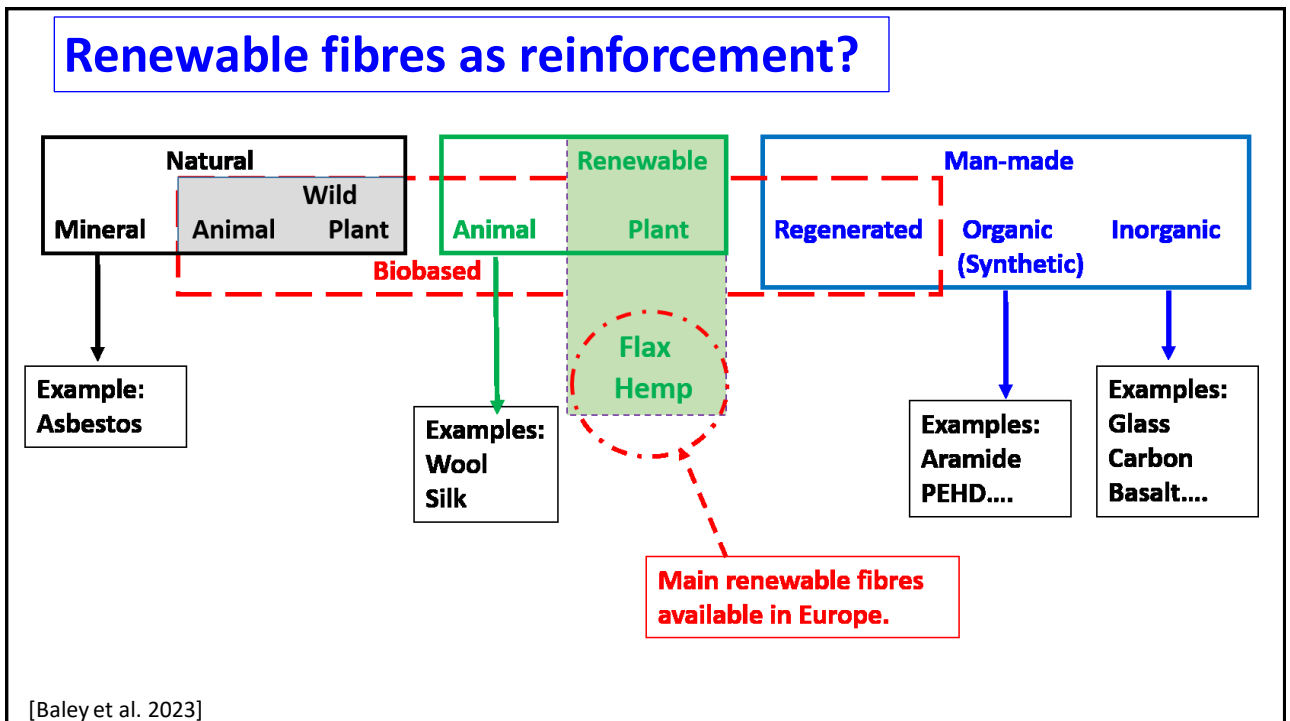 Renewable fibres as reinforcement?
Natural
Wild
Mineral Animal Plant
Renewable
Animal Plant
Man-made
Regenerated Organic Inorganic
(Synthetic)
Biobased
Flax
Hemp
Example:
Asbestos
Examples:
Wool
Silk
Examples:
Aramide
PEHD....
Examples:
Glass
Carbon
Basalt....
Main renewable fibres
available in Europe.
[Baley et al. 2023]